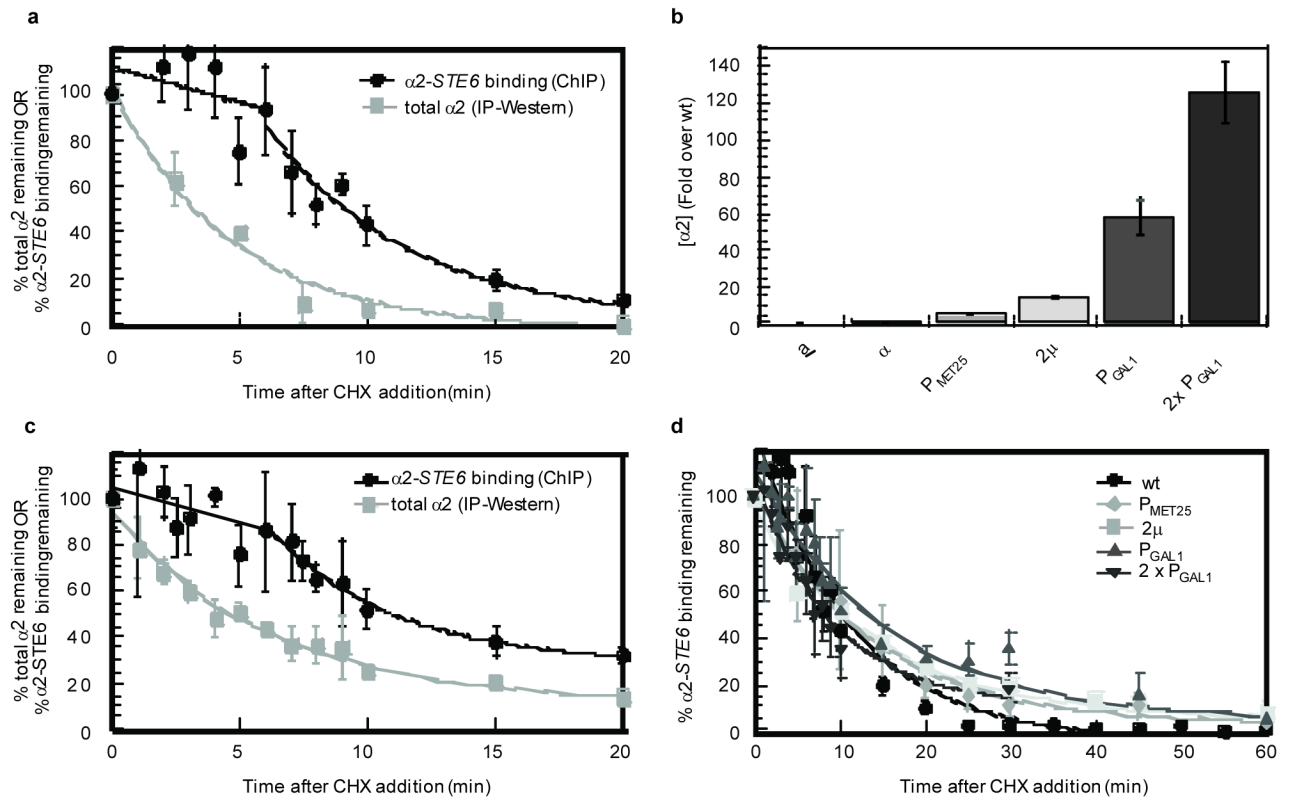 a
% total α2 remaining OR
% α2-STE6 bindingremaining
100
80
60
40
20
0
α2-STE6 binding (ChIP)
total α2 (IP-Western)
0 5 10 15 20
Time after CHX addition(min)
b
[α2] (Fold over wt)
140
120
100
80
60
40
20
0
a α PMET25 2µ PGAL1 2x PGAL1
c
% total α2 remaining OR
%α2-STE6 bindingremaining
100
80
60
40
20
0
α2-STE6 binding (ChIP)
total α2 (IP-Western)
0 5 10 15 20
Time after CHX addition (min)
d
% α2-STE6 bindingremaining
100
80
60
40
20
0
wt
PMET25
2µ
PGAL1
2 x PGAL1
0 10 20 30 40 50 60
Time after CHX addition (min)